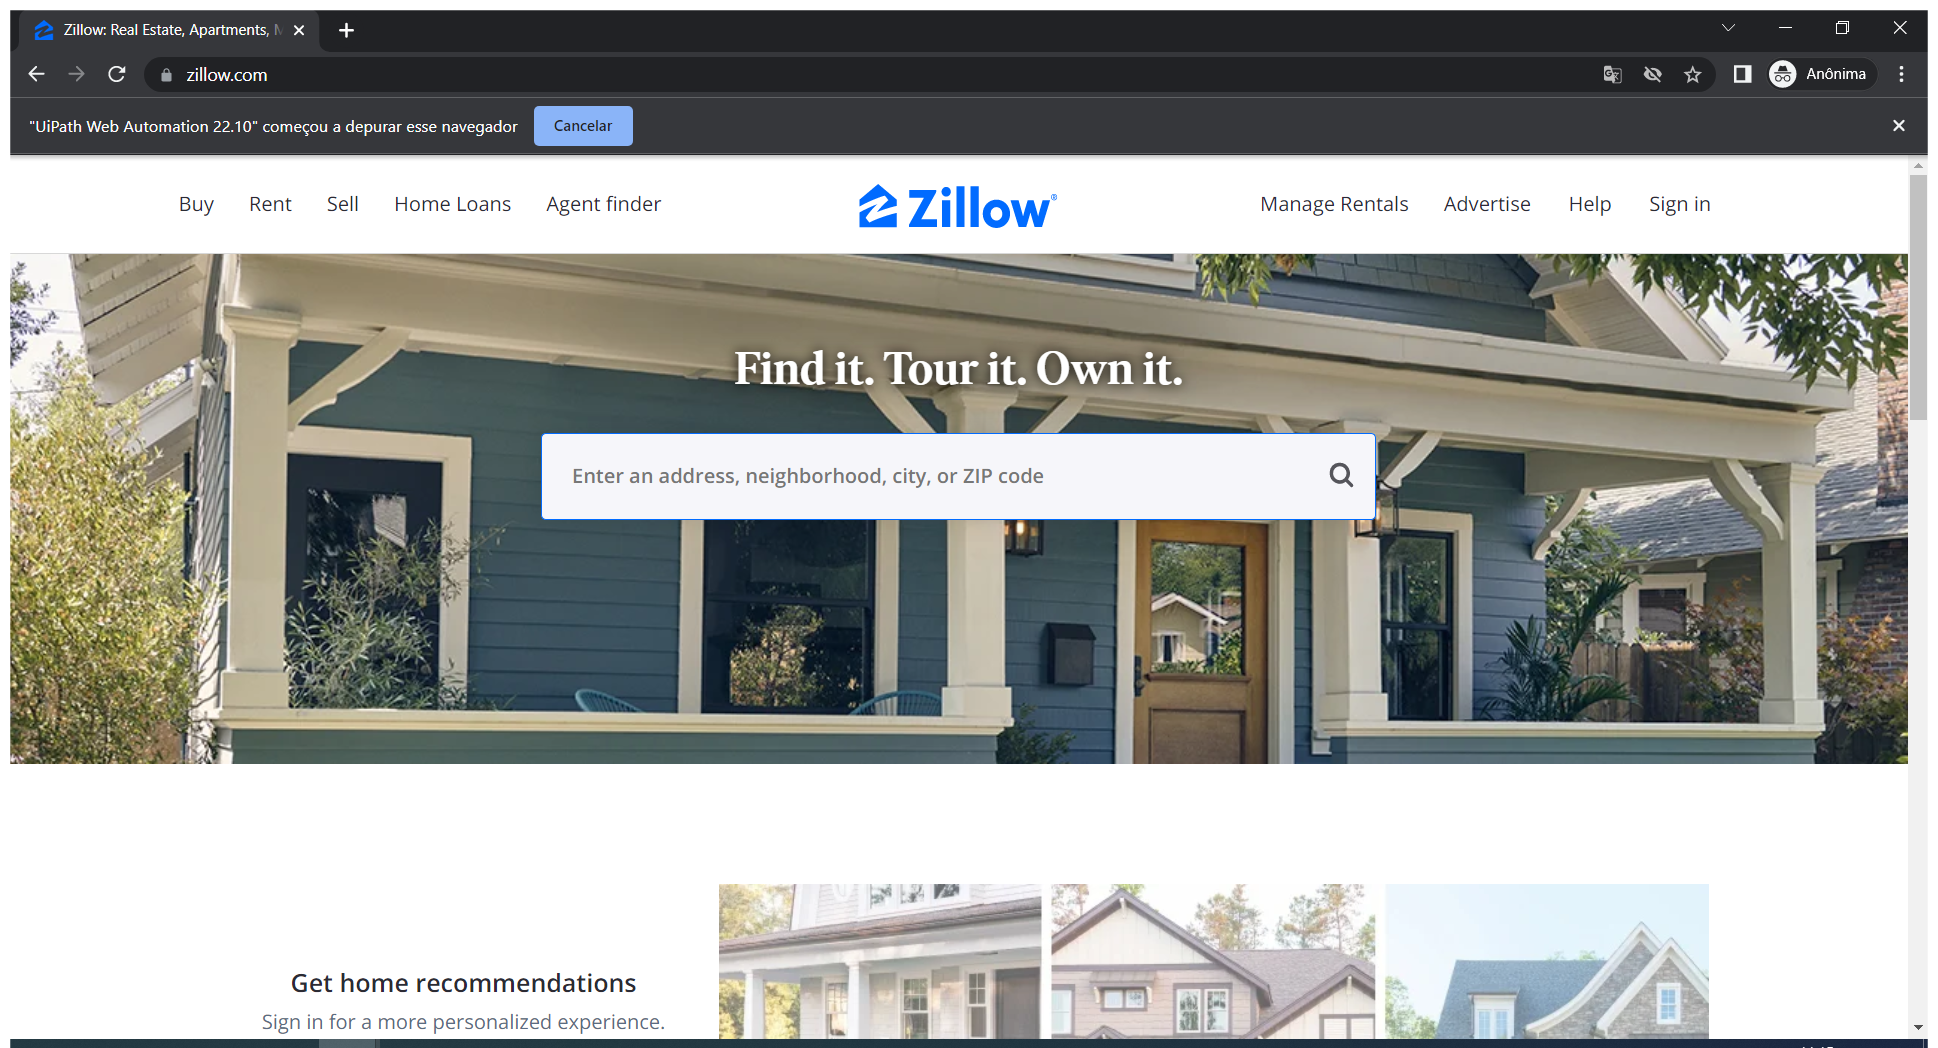 Zillow: Real Estate, Apartments,
zillow.com
Anônima
"UiPath Web Automation 22.10" começou a depurar esse navegador
Cancelar
Buy Rent Sell Home Loans Agent finder
Zillow®
Manage Rentals Advertise Help Sign in
Find it. Tour it. Own it.
Enter an address, neighborhood, city, or ZIP code
Get home recommendations
Sign in for a more personalized experience.